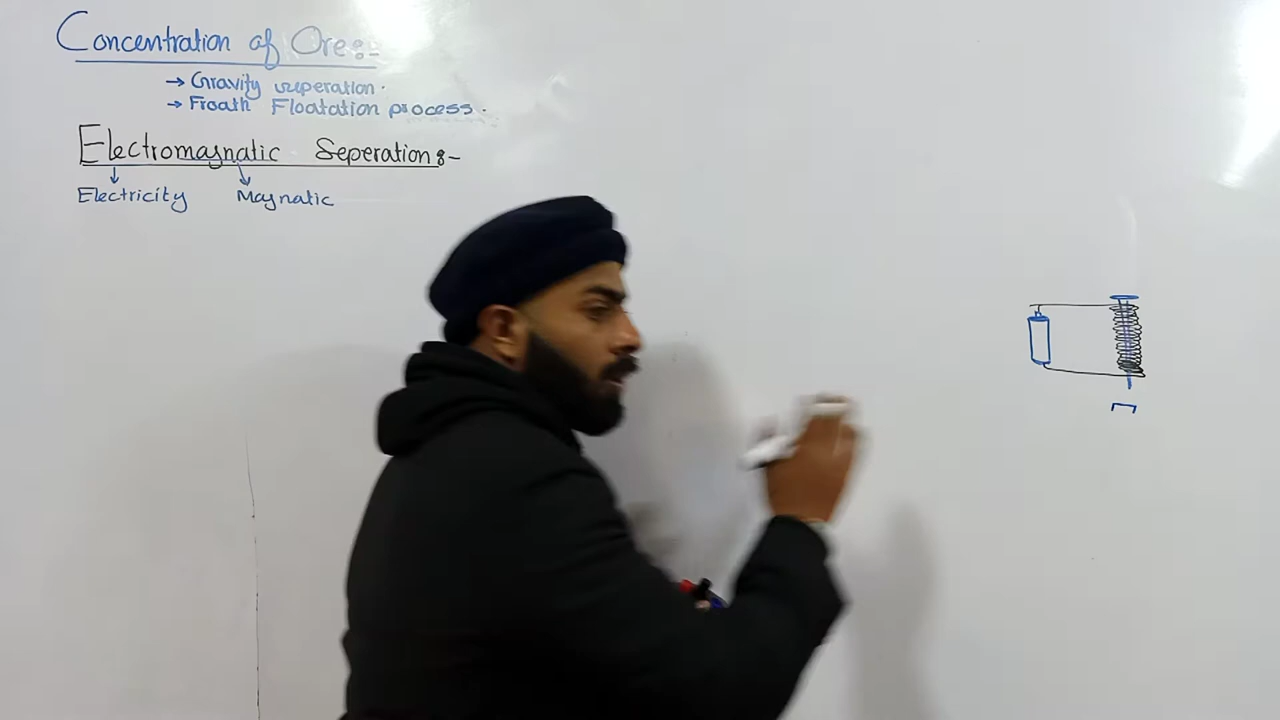 Concentration of Ore:-
→ Gravity seperation.
→ Froath Floatation process.
Electromagnatic Seperation :-
Electricity Magnatic